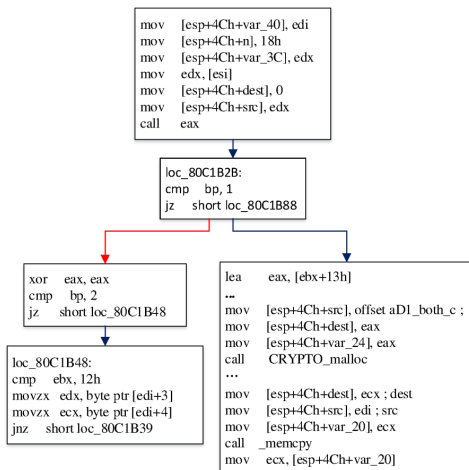 mov [esp+4Ch+var_40], edi
mov [esp+4Ch+n], 18h
mov [esp+4Ch+var_3C], edx
mov edx, [esi]
mov [esp+4Ch+dest], 0
mov [esp+4Ch+src], edx
call eax
loc_80C1B2B:
cmp bp, 1
jz short loc_80C1B88
xor eax, eax
cmp bp, 2
jz short loc_80C1B48
loc_80C1B48:
cmp ebx, 12h
movzx edx, byte ptr [edi+3]
movzx ecx, byte ptr [edi+4]
jnz short loc_80C1B39
lea eax, [ebx+13h]
...
mov [esp+4Ch+src], offset aD1_both_c ;
mov [esp+4Ch+dest], eax
mov [esp+4Ch+var_24], eax
call CRYPTO_malloc
...
mov [esp+4Ch+dest], ecx ; dest
mov [esp+4Ch+src], edi ; src
mov [esp+4Ch+var_20], ecx
call _memcpy
mov ecx, [esp+4Ch+var_20]